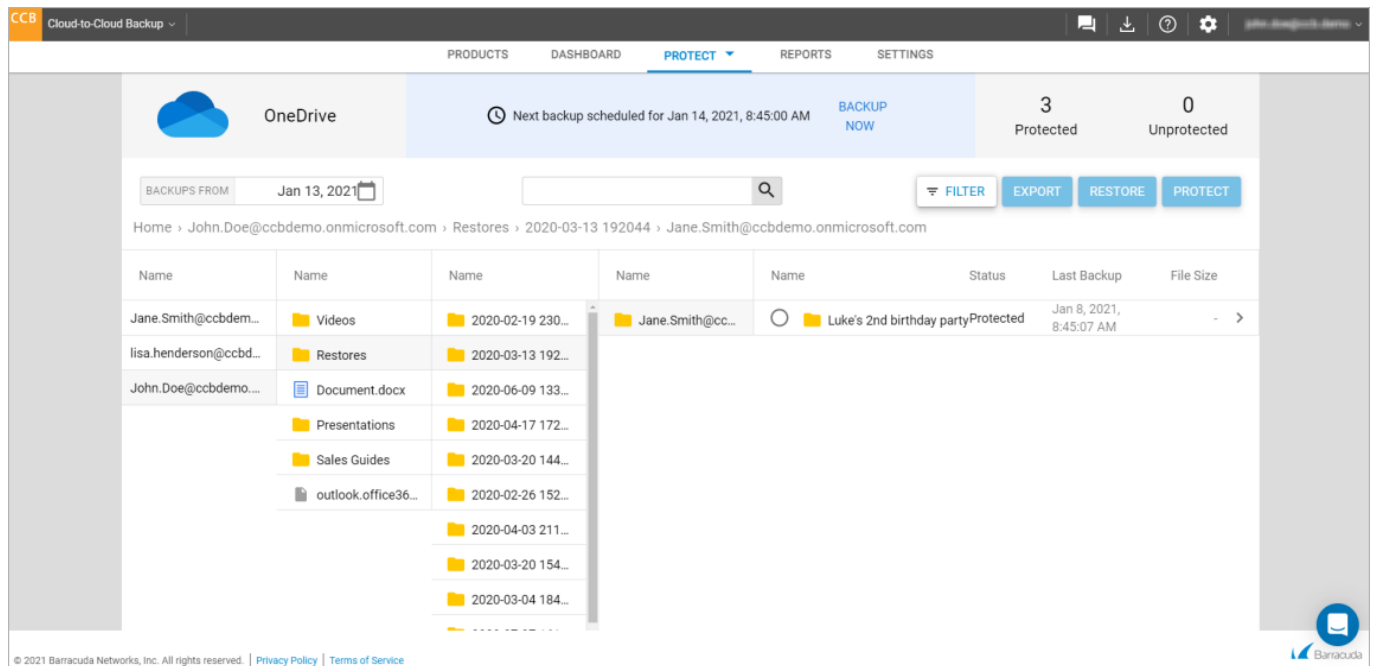 CCB Cloud-to-Cloud Backup
PRODUCTS DASHBOARD PROTECT REPORTS SETTINGS
OneDrive
Next backup scheduled for Jan 14, 2021, 8:45:00 AM
BACKUP
NOW
3
Protected
0
Unprotected
BACKUPS FROM Jan 13, 2021
FILTER EXPORT RESTORE PROTECT
Home › John.Doe@ccbdemo.onmicrosoft.com › Restores › 2020-03-13 192044 › Jane.Smith@ccbdemo.onmicrosoft.com
Name Name Name Name Name Status Last Backup File Size
Jane.Smith@ccbdem...
lisa.henderson@ccbd...
John.Doe@ccbdemo....
Videos
Restores
Document.docx
Presentations
Sales Guides
outlook.office36...
2020-02-19 230...
2020-03-13 192...
2020-06-09 133...
2020-04-17 172...
2020-03-20 144...
2020-02-26 152...
2020-04-03 211...
2020-03-20 154...
2020-03-04 184...
Jane.Smith@cc...
Luke's 2nd birthday party Protected
Jan 8, 2021,
8:45:07 AM
-
© 2021 Barracuda Networks, Inc. All rights reserved. | Privacy Policy | Terms of Service
Barracuda